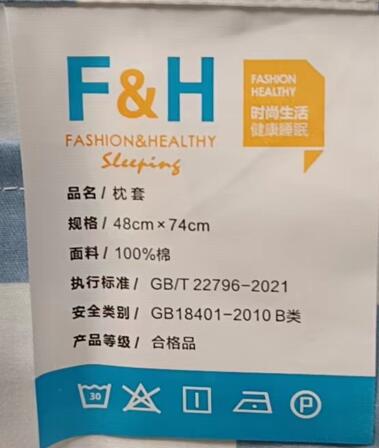 F&H
FASHION&HEALTHY
Sleeping
FASHION
HEALTHY
时尚生活
健康睡眠
品名/枕套
规格/48cm×74cm
面料/100%棉
执行标准/GB/T 22796-2021
安全类别/GB18401-2010 B类
产品等级/合格品
30
P